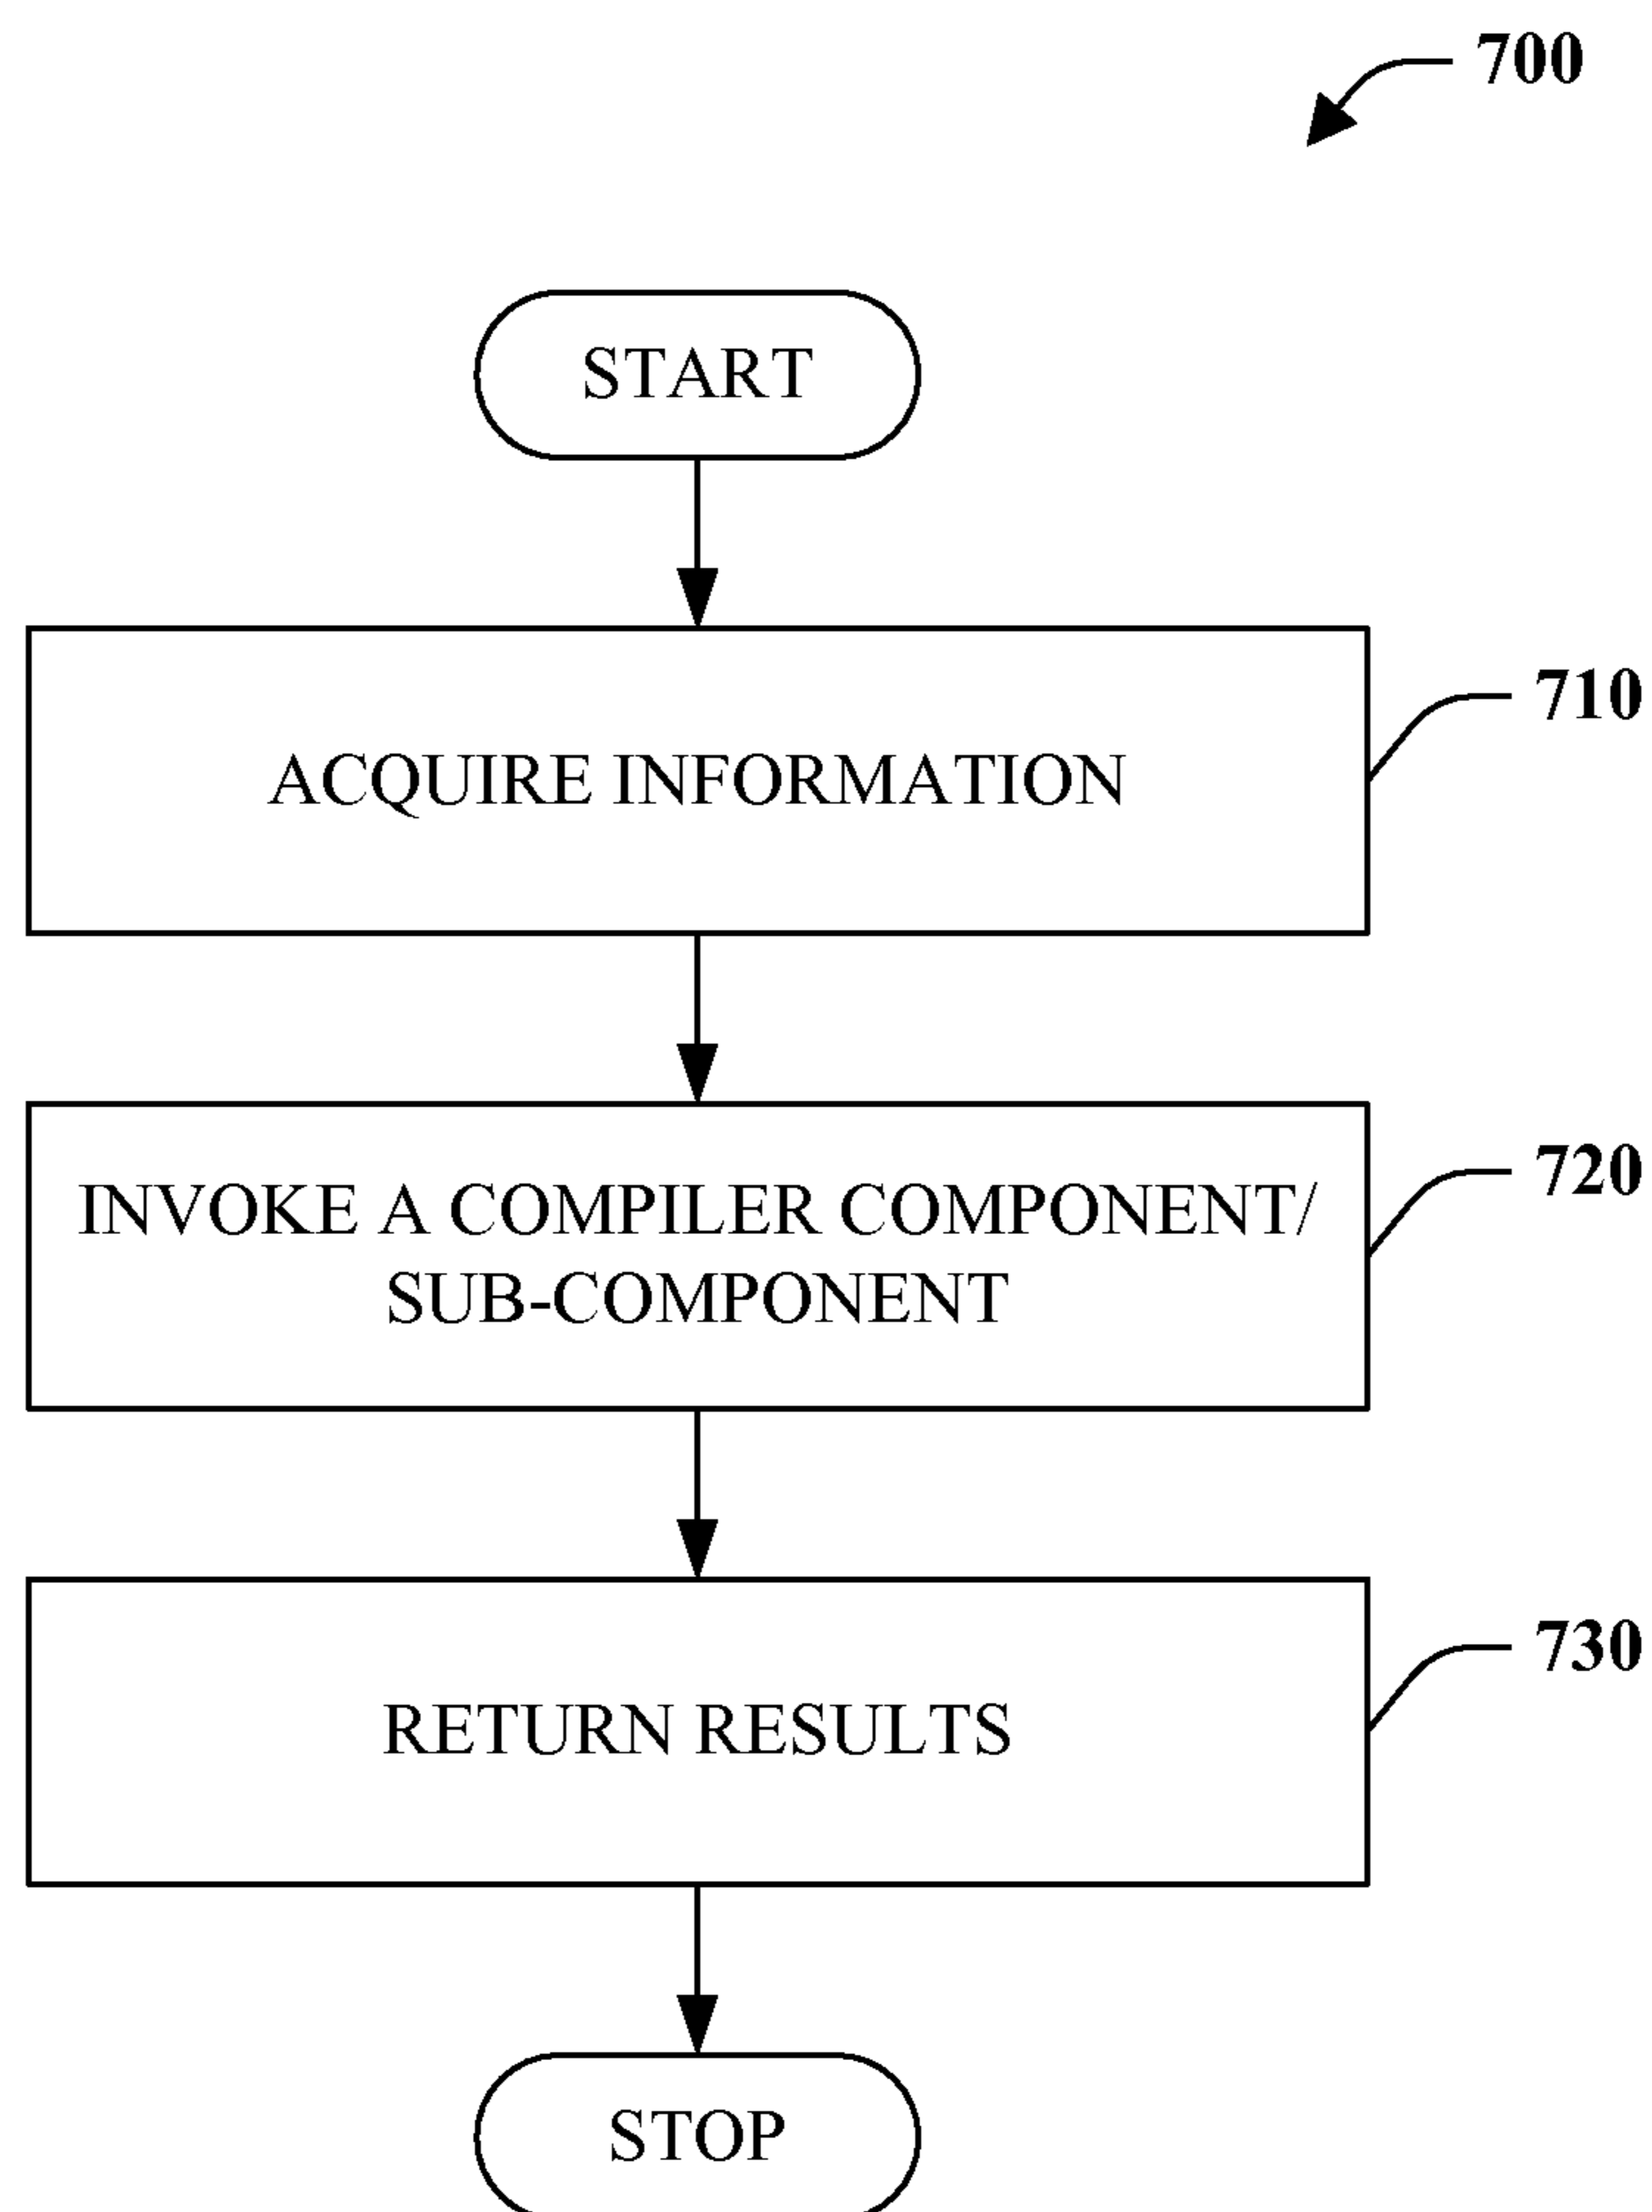 700
START
710
ACQUIRE INFORMATION
720
INVOKE A COMPILER COMPONENT/
SUB-COMPONENT
730
RETURN RESULTS
STOP